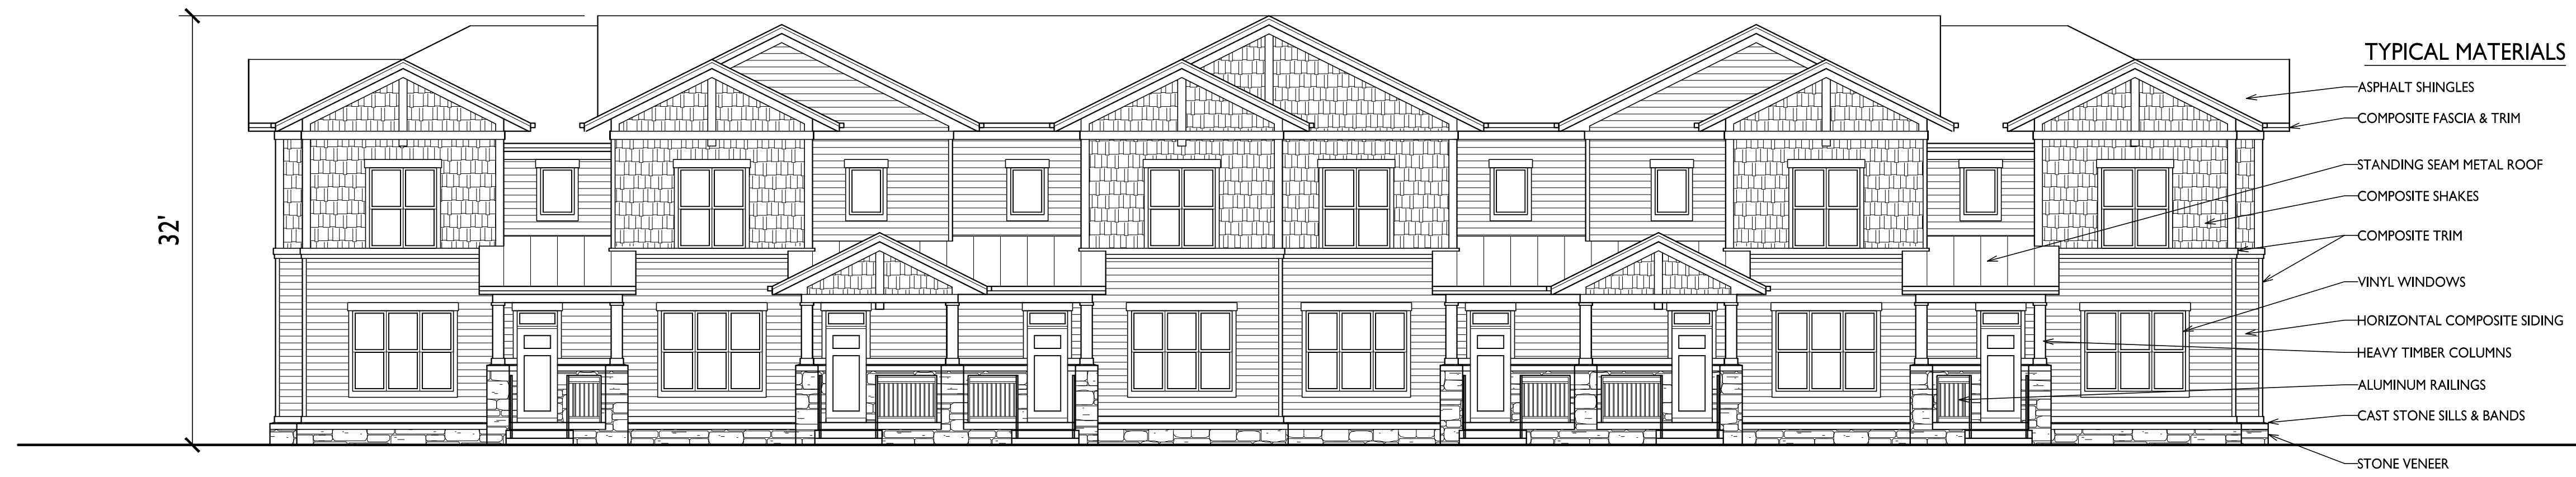 32'
TYPICAL MATERIALS
ASPHALT SHINGLES
COMPOSITE FASCIA & TRIM
STANDING SEAM METAL ROOF
COMPOSITE SHAKES
COMPOSITE TRIM
VINYL WINDOWS
HORIZONTAL COMPOSITE SIDING
HEAVY TIMBER COLUMNS
ALUMINUM RAILINGS
CAST STONE SILLS & BANDS
STONE VENEER